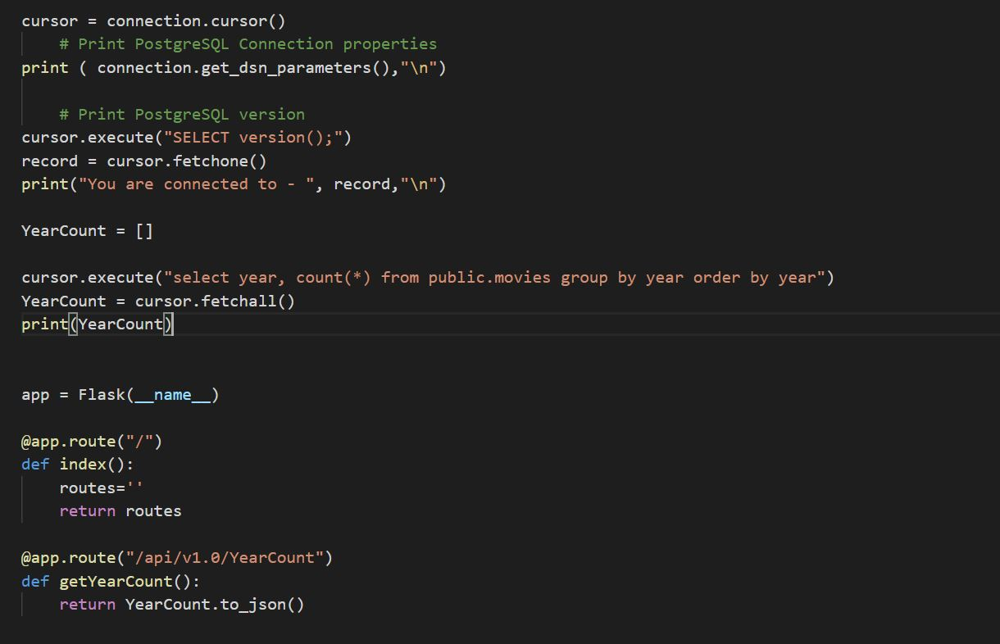 cursor = connection.cursor()
    # Print PostgreSQL Connection properties
print ( connection.get_dsn_parameters(),"\n")
    # Print PostgreSQL version
cursor.execute("SELECT version();")
record = cursor.fetchone()
print("You are connected to - ", record,"\n")
YearCount = []
cursor.execute("select year, count(*) from public.movies group by year order by year")
YearCount = cursor.fetchall()
print(YearCount)
app = Flask(__name__)
@app.route("/")
def index():
    routes=''
    return routes
@app.route("/api/v1.0/YearCount")
def getYearCount():
    return YearCount.to_json()